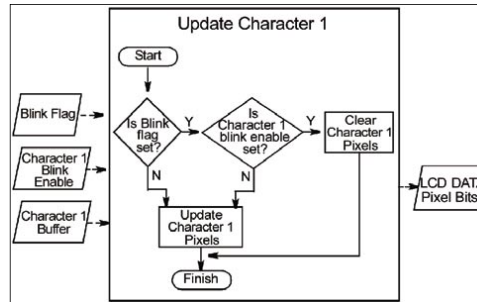 Update Character 1
Start
Blink Flag
Is Blink
flag
set?
Y
Is
Character 1
blink enable
set?
Y
Clear
Character 1
Pixels
Character 1
Blink
Enable
N
N
LCD DATA
Pixel Bits
Character 1
Buffer
Update
Character 1
Pixels
Finish